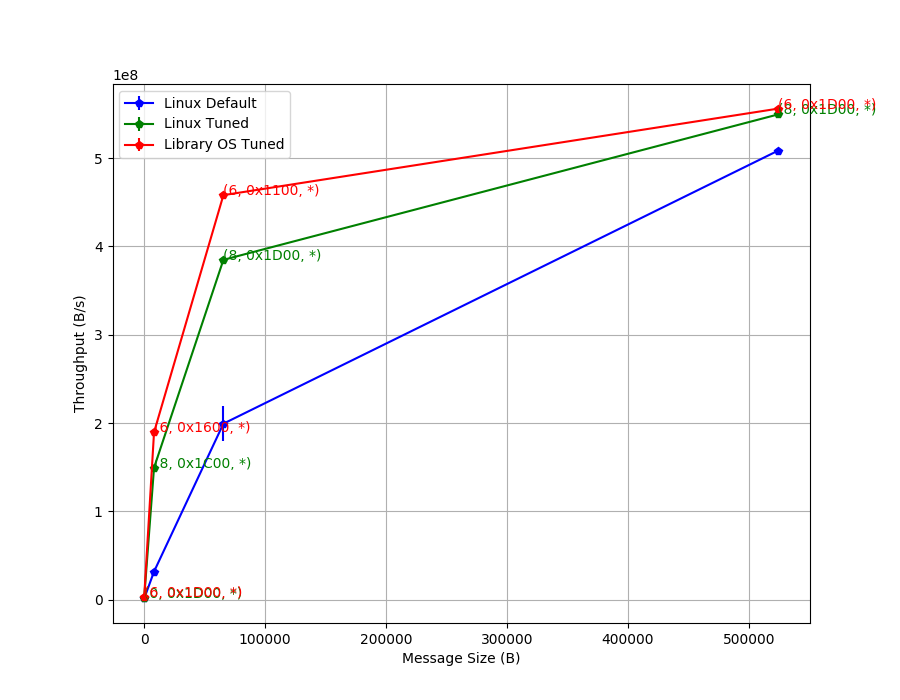 1e8
Linux Default
Linux Tuned
Library OS Tuned
(6, 0x1D00, *)
(8, 0x1D00, *)
(6, 0x1100, *)
(8, 0x1D00, *)
(6, 0x1600, *)
(8, 0x1C00, *)
6, 0x1D00, *)
5
4
3
2
1
0
Throughput (B/s)
0
100000
200000
300000
400000
500000
Message Size (B)